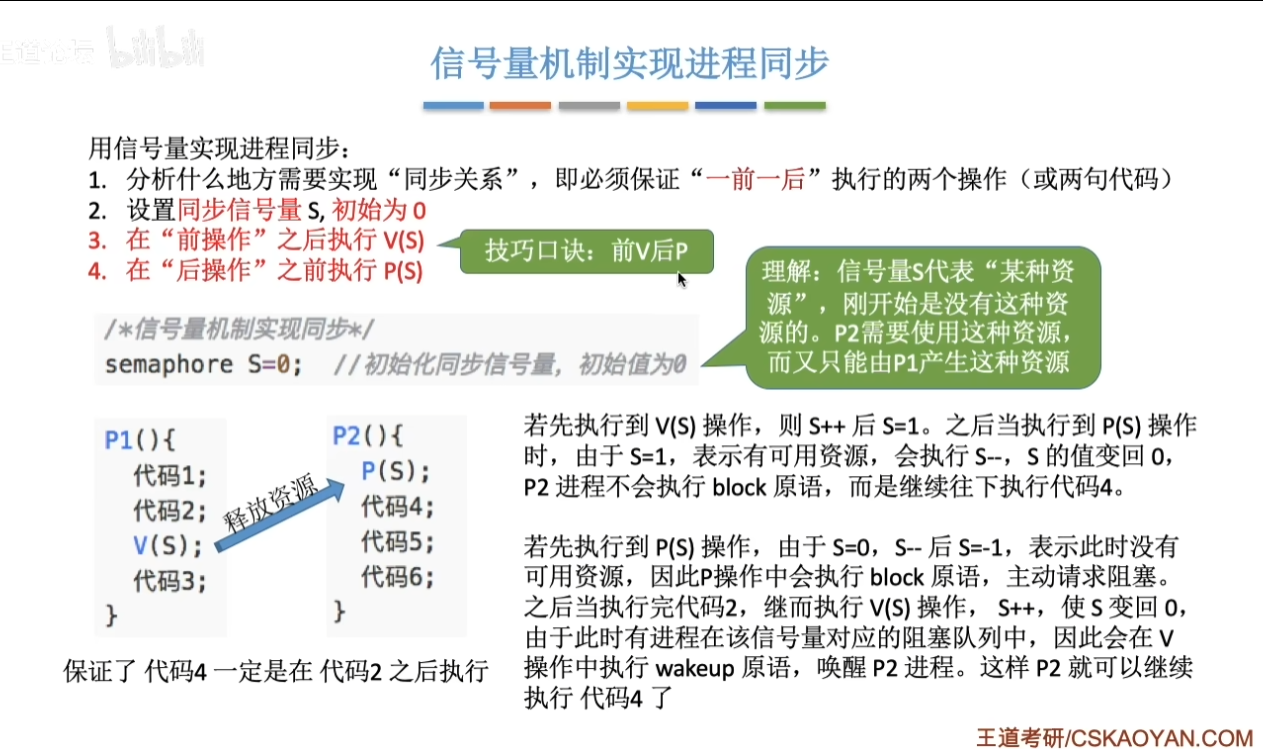 王道论坛 bilibili
信号量机制实现进程同步
用信号量实现进程同步：
1. 分析什么地方需要实现“同步关系”，即必须保证“一前一后”执行的两个操作（或两句代码）
2. 设置同步信号量 S, 初始为 0
3. 在“前操作”之后执行 V(S)
4. 在“后操作”之前执行 P(S)
技巧口诀：前V后P
理解：信号量S代表“某种资
源”，刚开始是没有这种资
源的。P2需要使用这种资源，
而又只能由P1产生这种资源
/*信号量机制实现同步*/
semaphore S=0; //初始化同步信号量，初始值为0
P1(){
代码1;
代码2;
V(S);
代码3;
}
释放资源
P2(){
P(S);
代码4;
代码5;
代码6;
}
保证了 代码4 一定是在 代码2 之后执行
若先执行到 V(S) 操作，则 S++ 后 S=1。之后当执行到 P(S) 操作
时，由于 S=1，表示有可用资源，会执行 S--，S 的值变回 0，
P2 进程不会执行 block 原语，而是继续往下执行代码4。
若先执行到 P(S) 操作，由于 S=0，S-- 后 S=-1，表示此时没有
可用资源，因此P操作中会执行 block 原语，主动请求阻塞。
之后当执行完代码2，继而执行 V(S) 操作， S++，使 S 变回 0，
由于此时有进程在该信号量对应的阻塞队列中，因此会在 V
操作中执行 wakeup 原语，唤醒 P2 进程。这样 P2 就可以继续
执行 代码4 了
王道考研/CSKAOYAN.COM